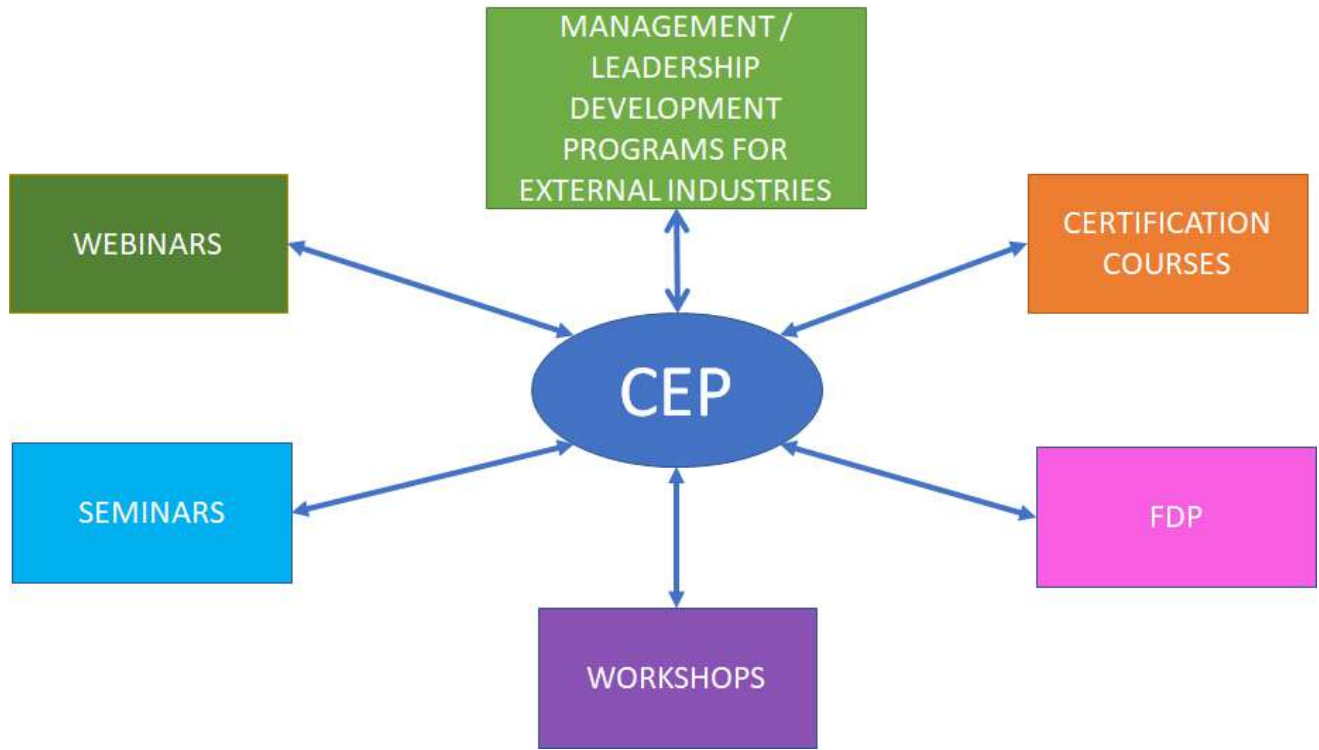 MANAGEMENT /
LEADERSHIP
DEVELOPMENT
PROGRAMS FOR
EXTERNAL INDUSTRIES
WEBINARS
CERTIFICATION
COURSES
CEP
SEMINARS
FDP
WORKSHOPS